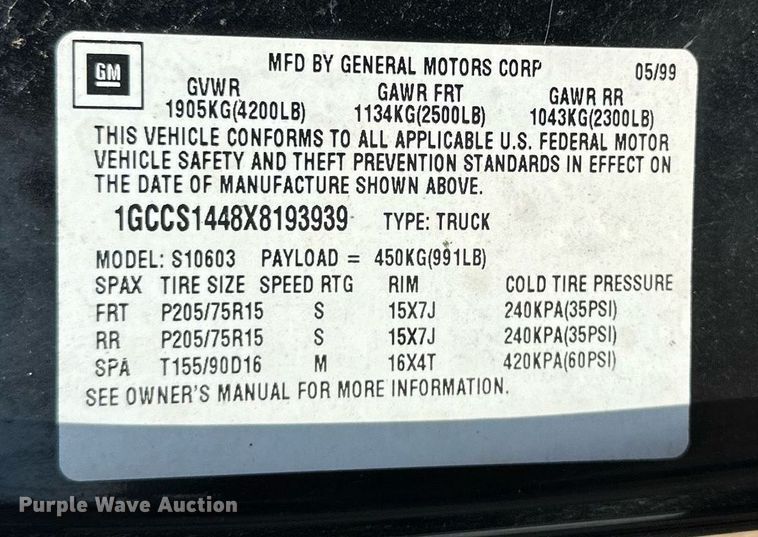 GM
MFD BY GENERAL MOTORS CORP 05/99
GVWR GAWR FRT GAWR RR
1905KG(4200LB) 1134KG(2500LB) 1043KG(2300LB)
THIS VEHICLE CONFORMS TO ALL APPLICABLE U.S. FEDERAL MOTOR
VEHICLE SAFETY AND THEFT PREVENTION STANDARDS IN EFFECT ON
THE DATE OF MANUFACTURE SHOWN ABOVE.
1GCCS1448X8193939 TYPE: TRUCK
MODEL: S10603 PAYLOAD = 450KG(991LB)
SPAX TIRE SIZE SPEED RTG RIM COLD TIRE PRESSURE
FRT P205/75R15 S 15X7J 240KPA(35PSI)
RR P205/75R15 S 15X7J 240KPA(35PSI)
SPA T155/90D16 M 16X4T 420KPA(60PSI)
SEE OWNER'S MANUAL FOR MORE INFORMATION.
Purple Wave Auction